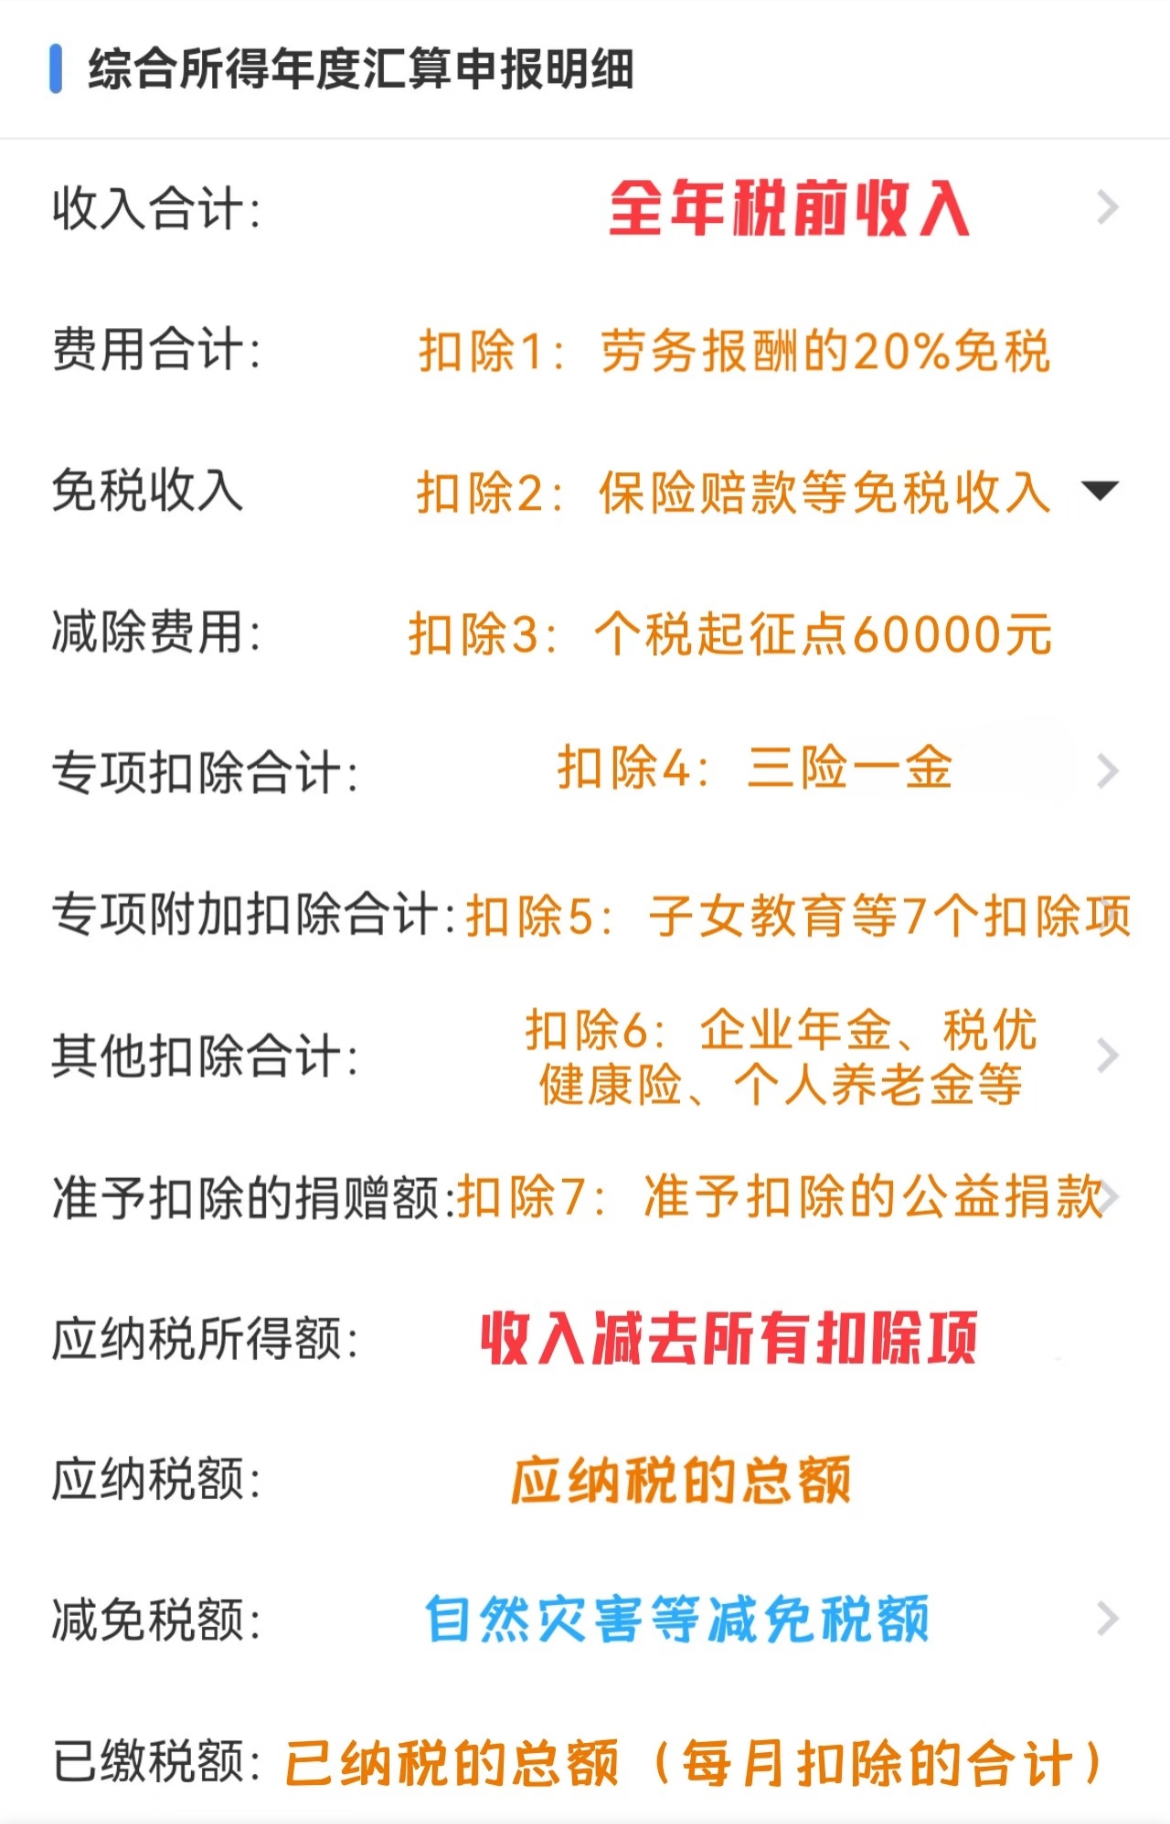 综合所得年度汇算申报明细
收入合计: 全年税前收入
费用合计: 扣除1：劳务报酬的20%免税
免税收入 扣除2：保险赔款等免税收入
减除费用: 扣除3：个税起征点60000元
专项扣除合计: 扣除4：三险一金
专项附加扣除合计:扣除5：子女教育等7个扣除项
其他扣除合计: 扣除6：企业年金、税优
健康险、个人养老金等
准予扣除的捐赠额:扣除7：准予扣除的公益捐款
应纳税所得额: 收入减去所有扣除项
应纳税额: 应纳税的总额
减免税额: 自然灾害等减免税额
已缴税额: 已纳税的总额（每月扣除的合计）